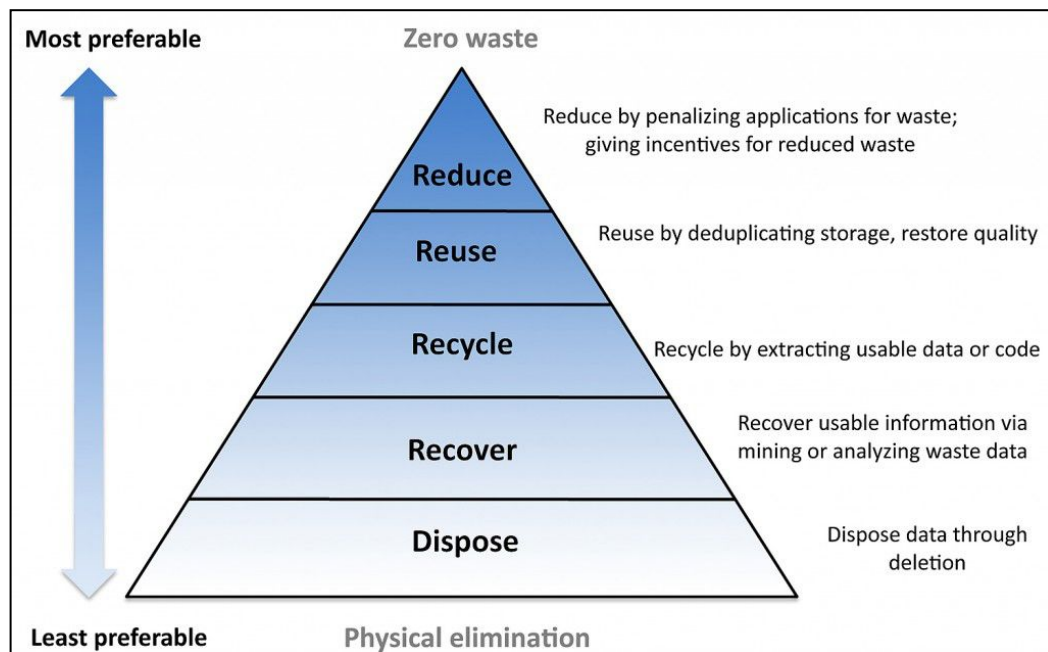 Most preferable
Zero waste
Reduce by penalizing applications for waste;
giving incentives for reduced waste
Reduce
Reuse by deduplicating storage, restore quality
Reuse
Recycle
Recycle by extracting usable data or code
Recover usable information via
mining or analyzing waste data
Recover
Dispose
Dispose data through
deletion
Least preferable
Physical elimination